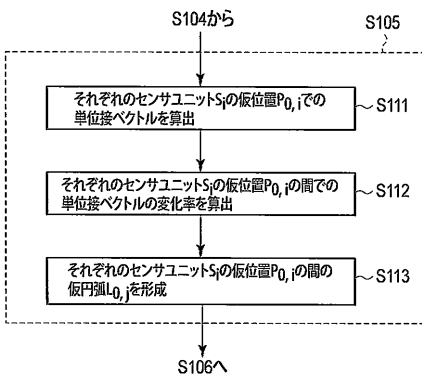 S104から
S105
それぞれのセンサユニットSiの仮位置P0, iでの
単位接ベクトルを算出
S111
それぞれのセンサユニットSiの仮位置P0, iの間での
単位接ベクトルの変化率を算出
S112
それぞれのセンサユニットSiの仮位置P0, iの間の
仮円弧L0, jを形成
S113
S106へ